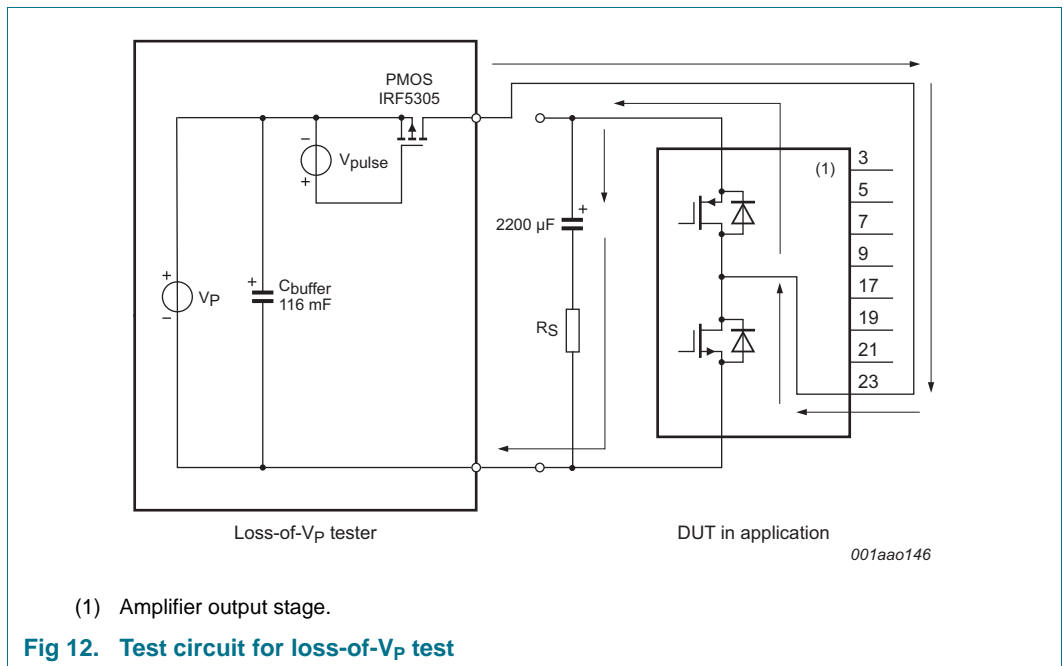 PMOS
IRF5305
−
Vpulse
+
(1)
3
5
7
9
17
19
21
23
+
2200 µF
RS
+
VP
−
+
Cbuffer
116 mF
Loss-of-VP tester
DUT in application
001aao146
(1) Amplifier output stage.
Fig 12. Test circuit for loss-of-VP test